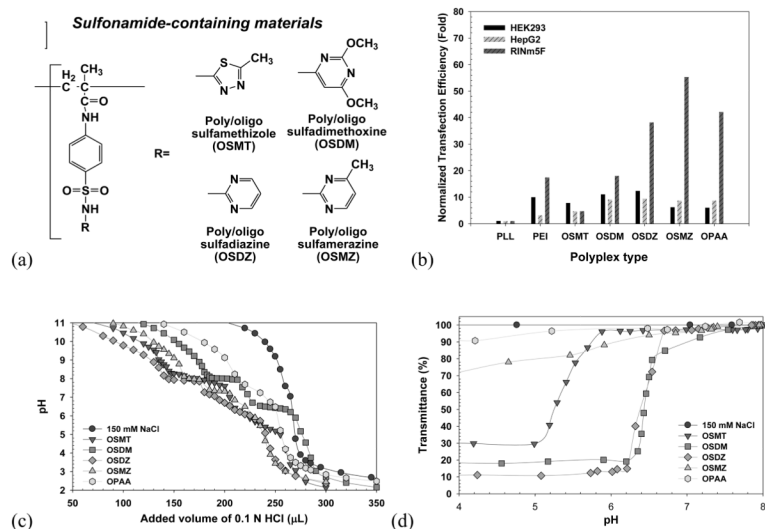 Sulfonamide-containing materials
H2
C
CH3
C
C=O
NH
O=S=O
NH
R
R=
S
CH3
N N
Poly/oligo
sulfamethizole
(OSMT)
OCH3
N
N
OCH3
Poly/oligo
sulfadimethoxine
(OSDM)
N
N
Poly/oligo
sulfadiazine
(OSDZ)
CH3
N
N
Poly/oligo
sulfamerazine
(OSMZ)
(a)
Normalized Transfection Efficiency (Fold)
80
70
60
50
40
30
20
10
0
HEK293
HepG2
RINm5F
PLL PEI OSMT OSDM OSDZ OSMZ OPAA
Polyplex type
(b)
pH
11
10
9
8
7
6
5
4
3
2
150 mM NaCl
OSMT
OSDM
OSDZ
OSMZ
OPAA
50 100 150 200 250 300 350
Added volume of 0.1 N HCl (μL)
(c)
Transmittance (%)
100
90
80
70
60
50
40
30
20
10
0
150 mM NaCl
OSMT
OSDM
OSDZ
OSMZ
OPAA
4 5 6 7 8
pH
(d)